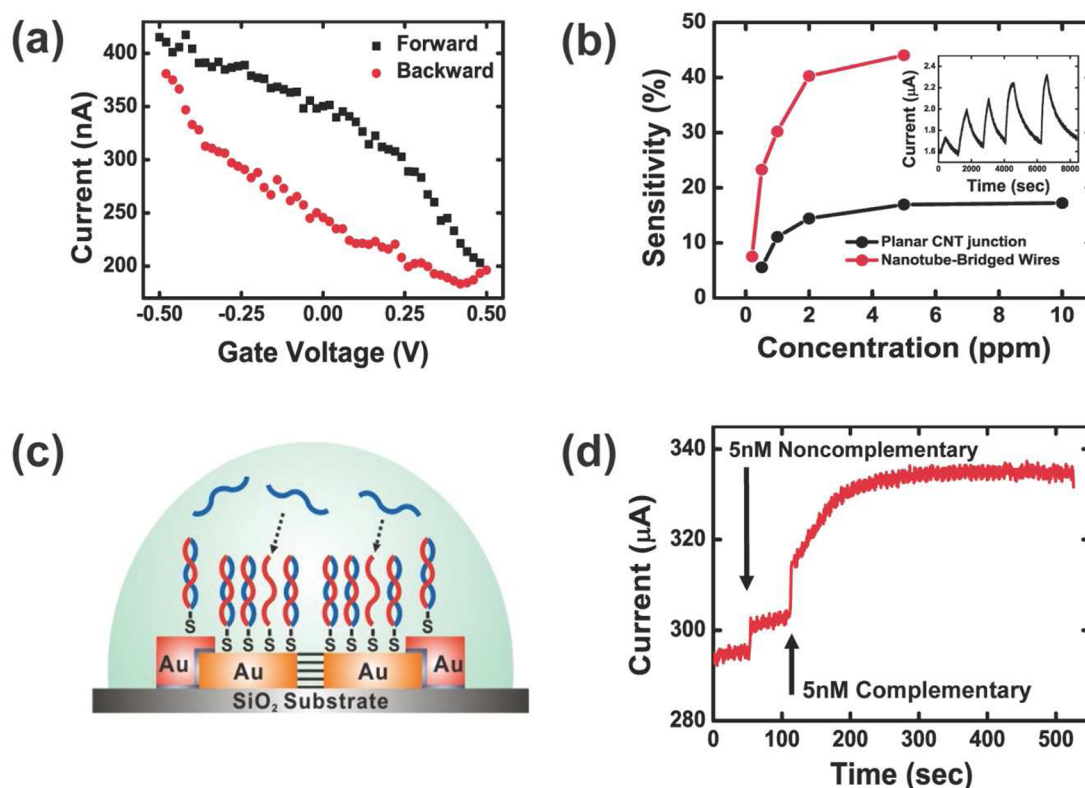 (a)
400
350
300
250
200
Current (nA)
Forward
Backward
-0.50 -0.25 0.00 0.25 0.50
Gate Voltage (V)
(b)
50
40
30
20
10
0
Sensitivity (%)
2.4
2.2
2.0
1.8
1.6
Current (μA)
0 2000 4000 6000 8000
Time (sec)
Planar CNT junction
Nanotube-Bridged Wires
0 2 4 6 8 10
Concentration (ppm)
(c)
S S S S S S S S S S
Au Au Au Au
SiO₂ Substrate
(d)
340
320
300
280
Current (μA)
5nM Noncomplementary
5nM Complementary
0 100 200 300 400 500
Time (sec)